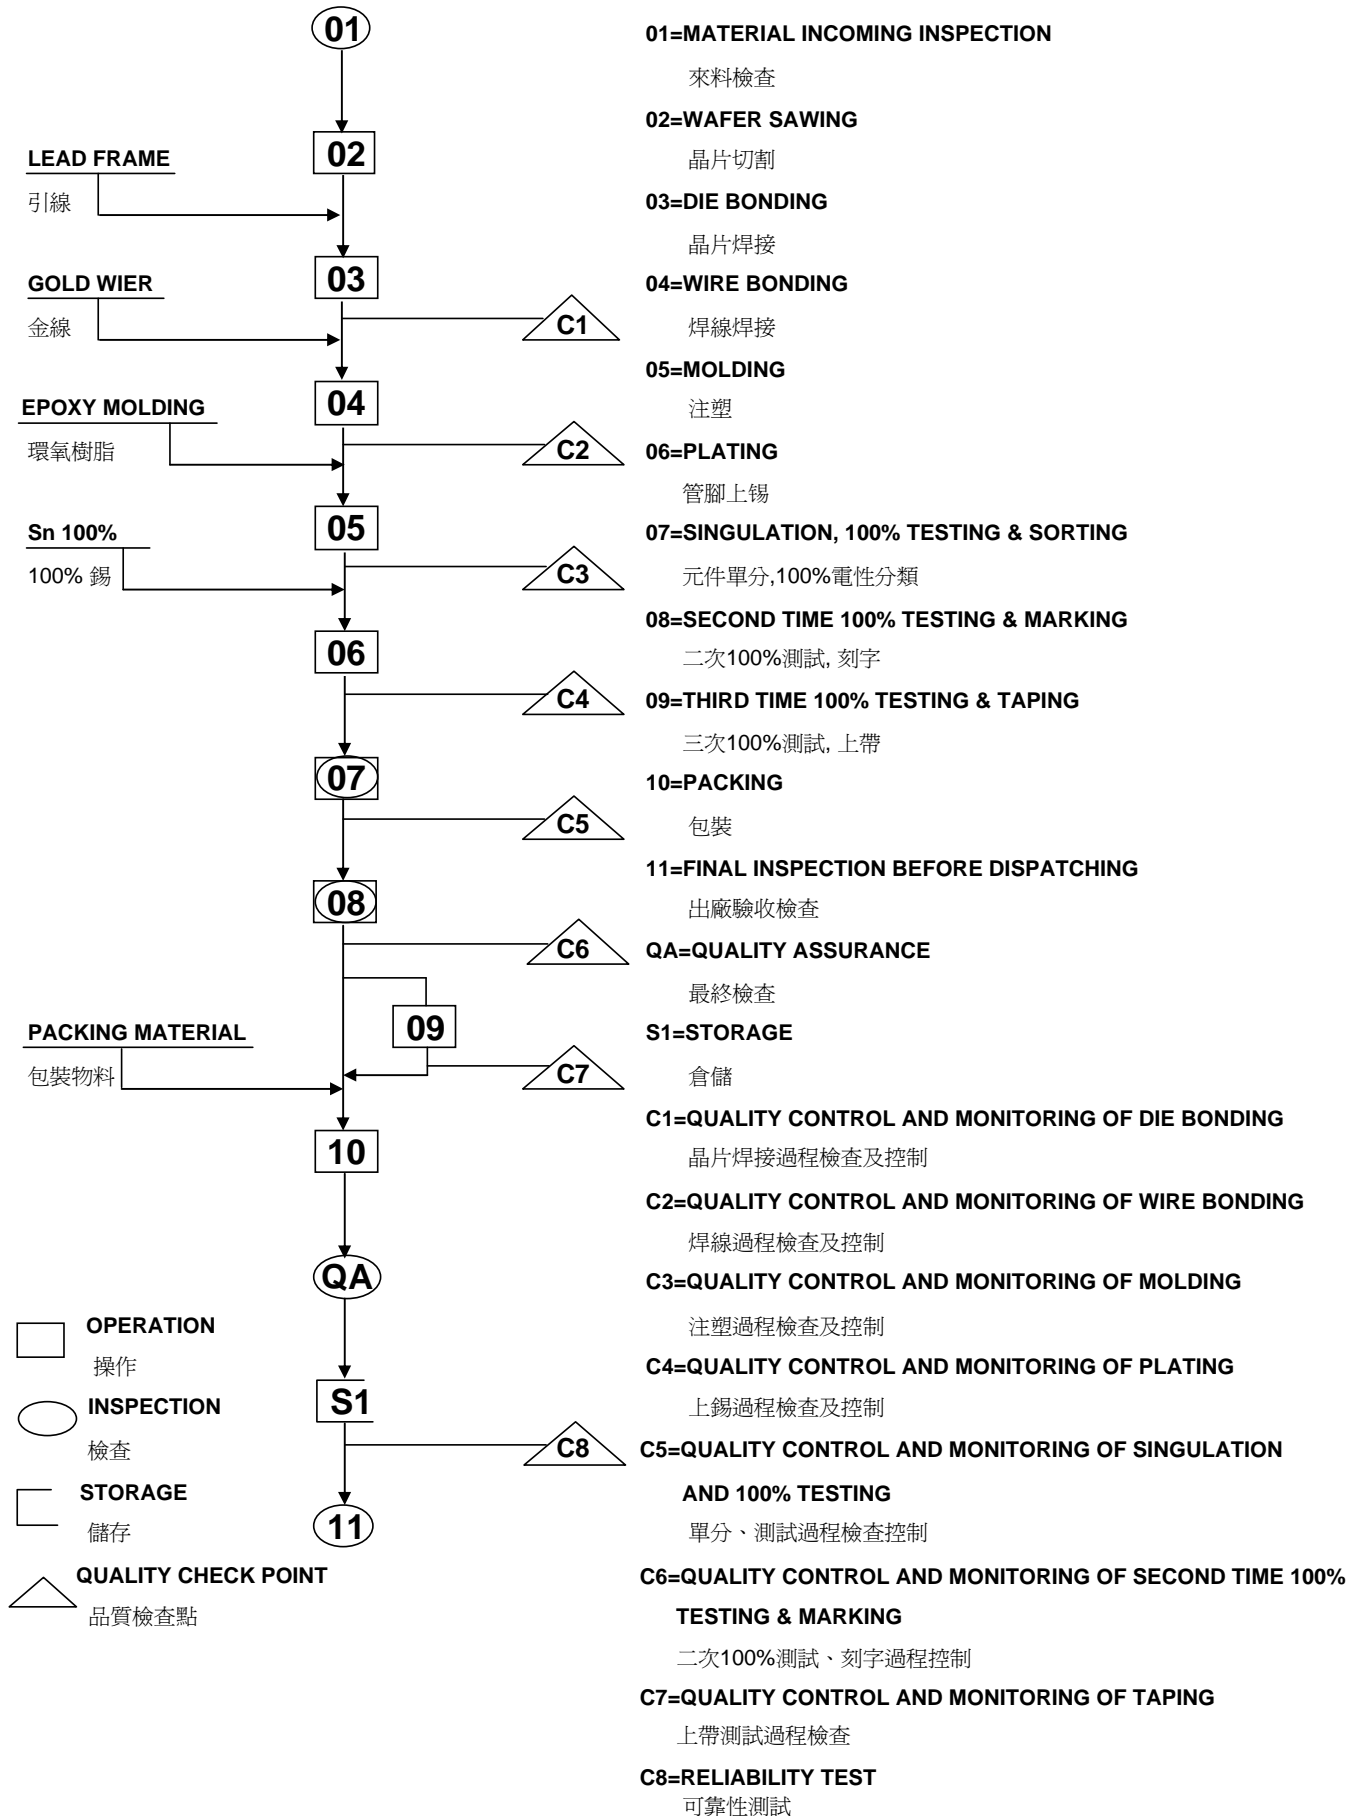 01
02
LEAD FRAME
引線
03
GOLD WIER
金線
C1
04
EPOXY MOLDING
環氧樹脂
C2
05
Sn 100%
100% 錫
C3
06
C4
07
C5
08
C6
09
PACKING MATERIAL
包裝物料
C7
10
QA
S1
C8
11
OPERATION
操作
INSPECTION
檢查
STORAGE
儲存
QUALITY CHECK POINT
品質檢查點
01=MATERIAL INCOMING INSPECTION
來料檢查
02=WAFER SAWING
晶片切割
03=DIE BONDING
晶片焊接
04=WIRE BONDING
焊線焊接
05=MOLDING
注塑
06=PLATING
管腳上锡
07=SINGULATION, 100% TESTING & SORTING
元件單分,100%電性分類
08=SECOND TIME 100% TESTING & MARKING
二次100%測試, 刻字
09=THIRD TIME 100% TESTING & TAPING
三次100%測試, 上帶
10=PACKING
包裝
11=FINAL INSPECTION BEFORE DISPATCHING
出廠驗收檢查
QA=QUALITY ASSURANCE
最終檢查
S1=STORAGE
倉儲
C1=QUALITY CONTROL AND MONITORING OF DIE BONDING
晶片焊接過程檢查及控制
C2=QUALITY CONTROL AND MONITORING OF WIRE BONDING
焊線過程檢查及控制
C3=QUALITY CONTROL AND MONITORING OF MOLDING
注塑過程檢查及控制
C4=QUALITY CONTROL AND MONITORING OF PLATING
上錫過程檢查及控制
C5=QUALITY CONTROL AND MONITORING OF SINGULATION
AND 100% TESTING
單分、測試過程檢查控制
C6=QUALITY CONTROL AND MONITORING OF SECOND TIME 100%
TESTING & MARKING
二次100%測試、刻字過程控制
C7=QUALITY CONTROL AND MONITORING OF TAPING
上帶測試過程檢查
C8=RELIABILITY TEST
可靠性測試